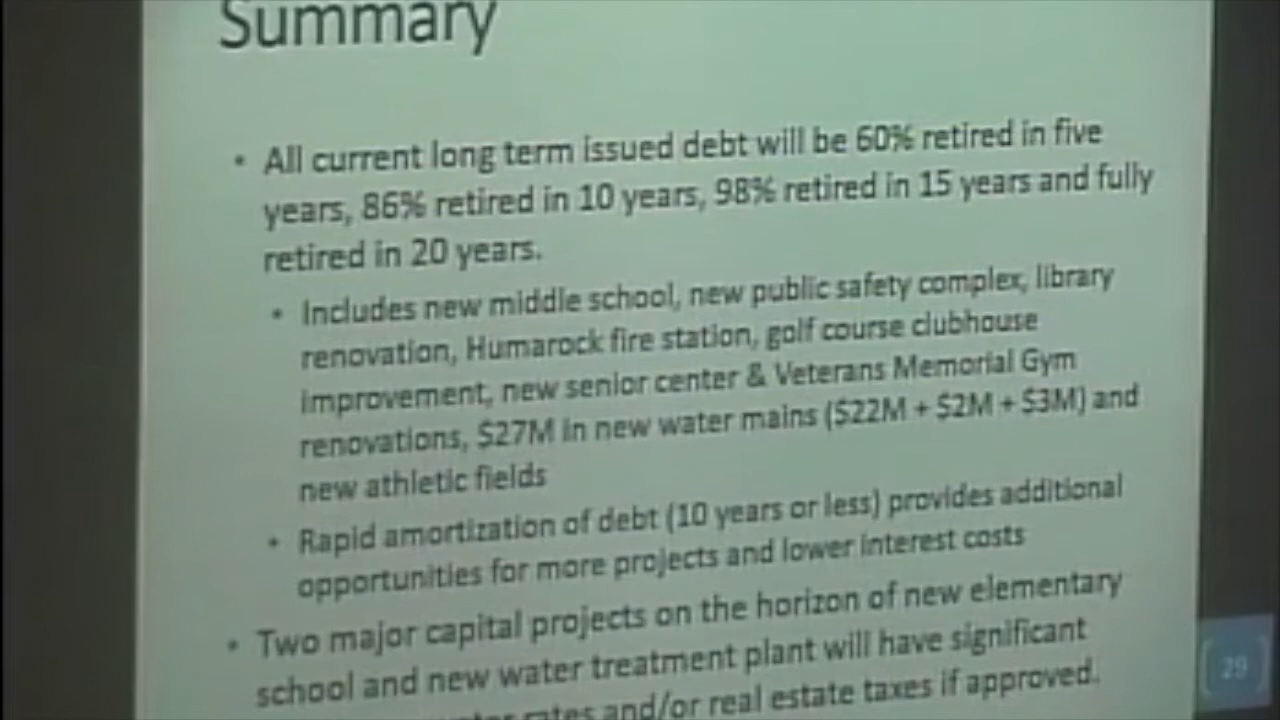 Summary
• All current long term issued debt will be 60% retired in five
years, 86% retired in 10 years, 98% retired in 15 years and fully
retired in 20 years.
• Includes new middle school, new public safety complex, library
renovation, Humarock fire station, golf course clubhouse
improvement, new senior center & Veterans Memorial Gym
renovations, $27M in new water mains ($22M + $2M + $3M) and
new athletic fields
• Rapid amortization of debt (10 years or less) provides additional
opportunities for more projects and lower interest costs
• Two major capital projects on the horizon of new elementary
school and new water treatment plant will have significant
rates and/or real estate taxes if approved.
29